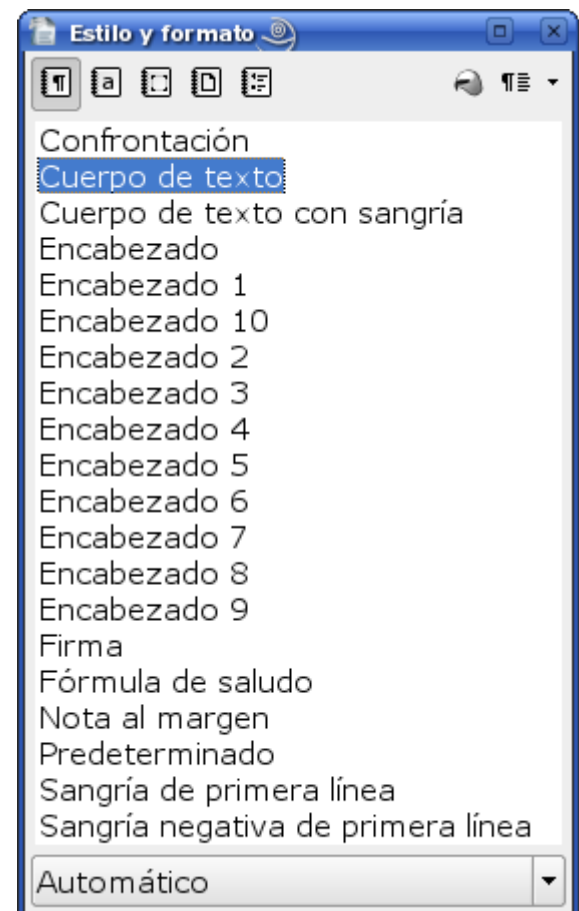 Estilo y formato
Confrontación
Cuerpo de texto
Cuerpo de texto con sangría
Encabezado
Encabezado 1
Encabezado 10
Encabezado 2
Encabezado 3
Encabezado 4
Encabezado 5
Encabezado 6
Encabezado 7
Encabezado 8
Encabezado 9
Firma
Fórmula de saludo
Nota al margen
Predeterminado
Sangría de primera línea
Sangría negativa de primera línea
Automático